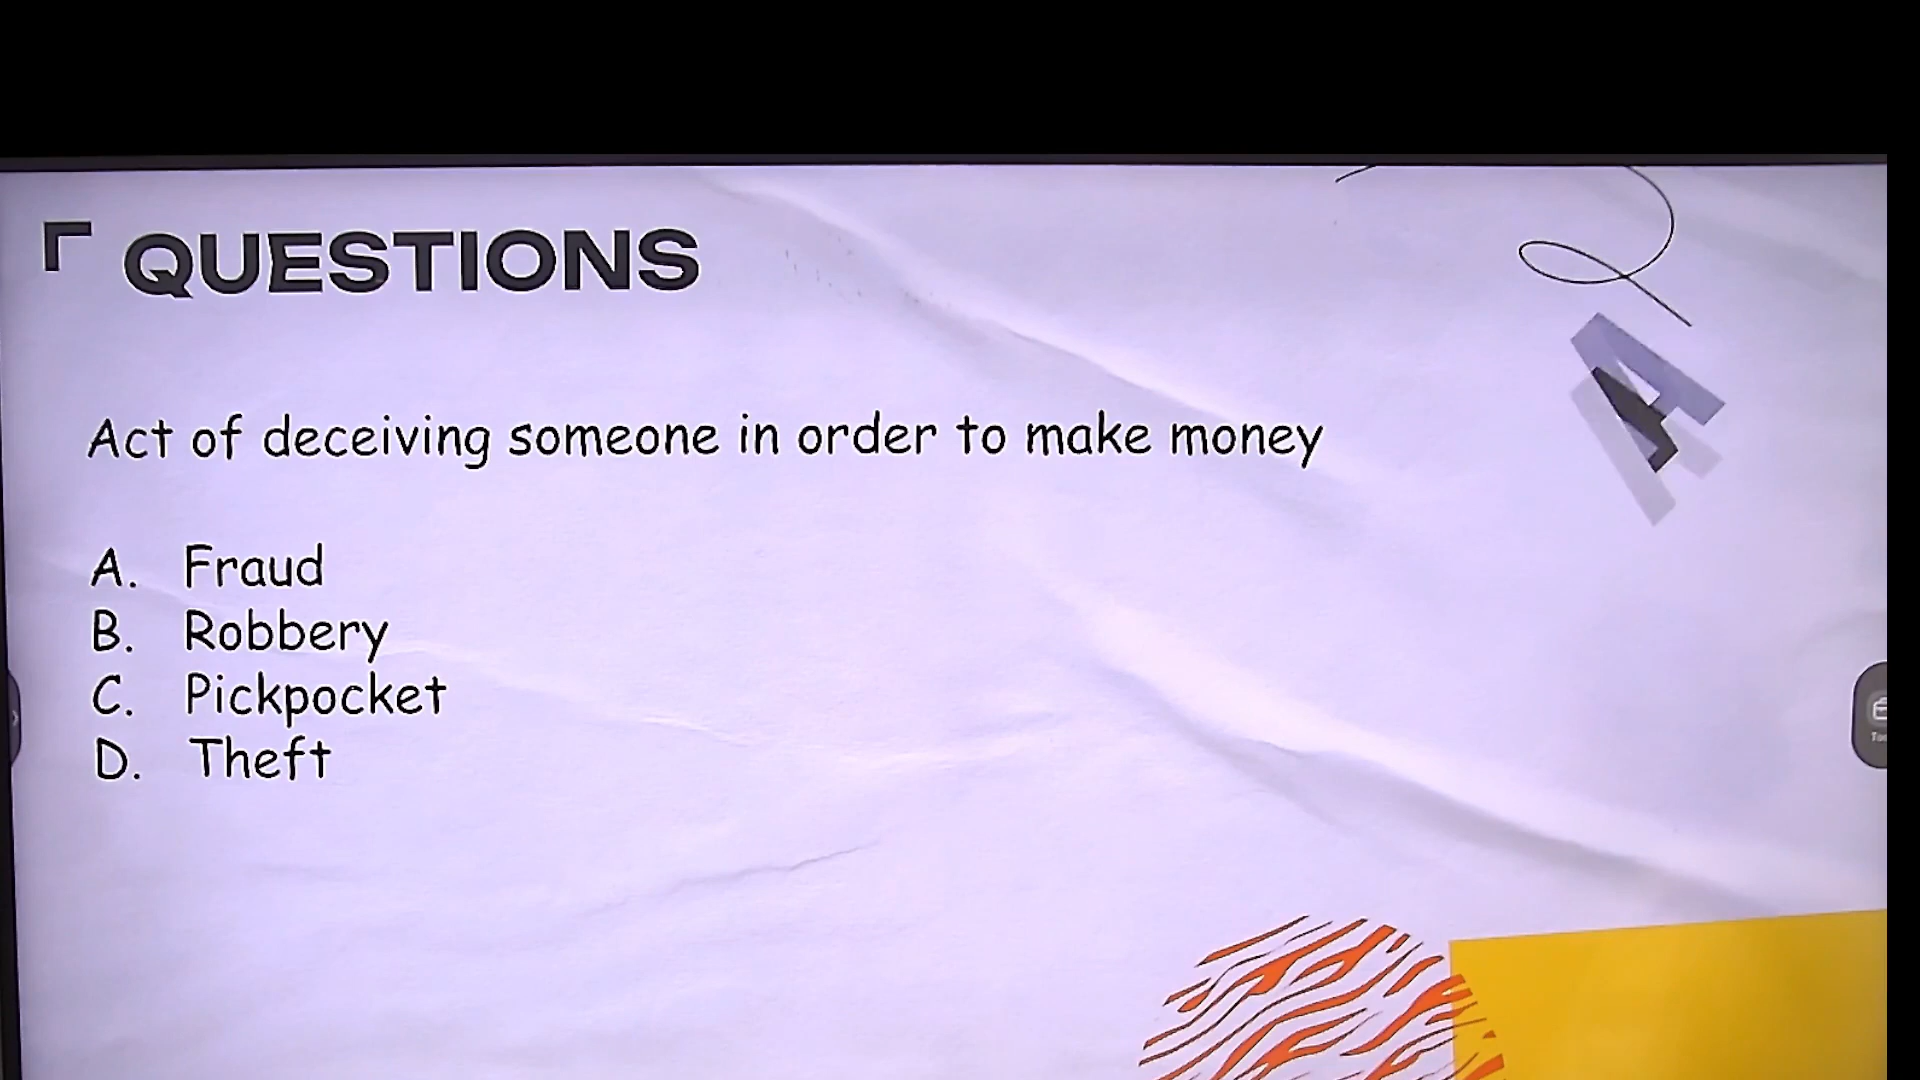 QUESTIONS
Act of deceiving someone in order to make money
A. Fraud
B. Robbery
C. Pickpocket
D. Theft
A